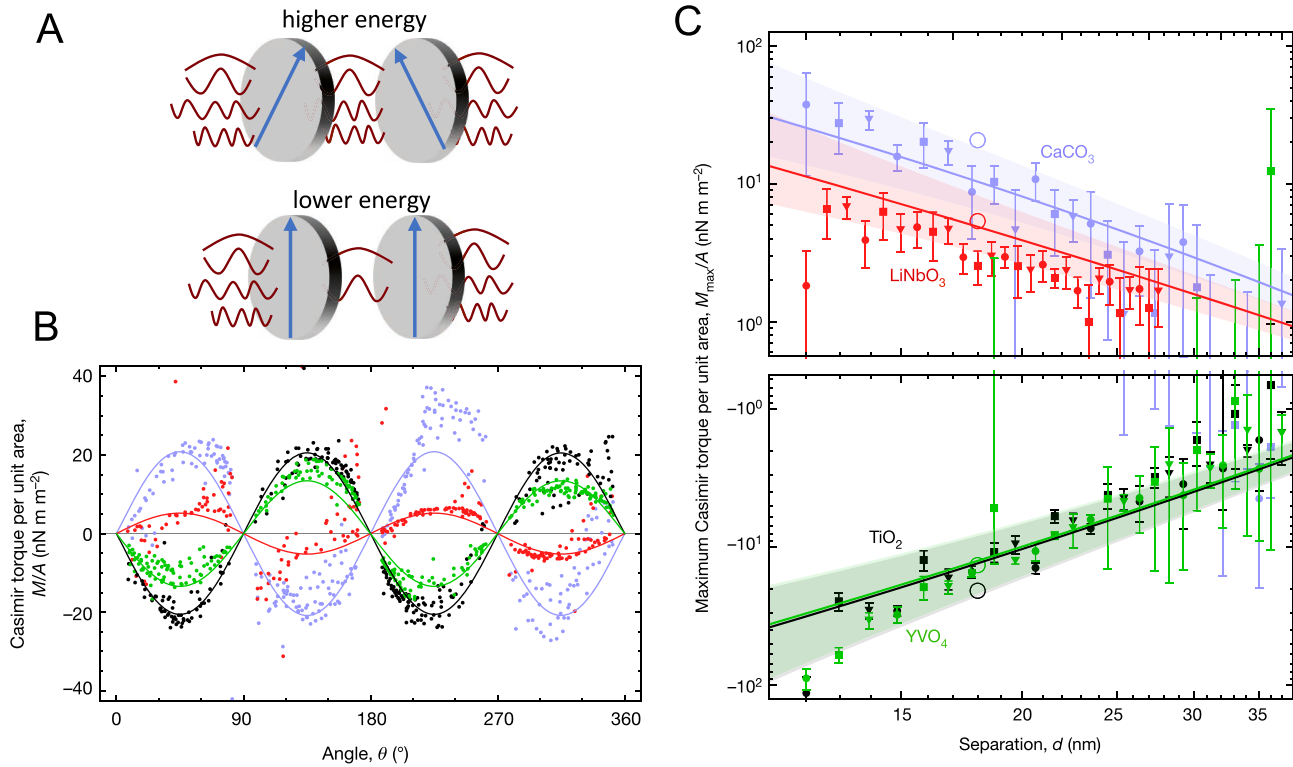 A
higher energy
lower energy
B
Casimir torque per unit area,
M/A (nN m m⁻²)
40
20
0
−20
−40
0
90
180
270
360
Angle, θ (°)
C
Maximum Casimir torque per unit area, Mmax/A (nN m m⁻²)
10²
10¹
10⁰
CaCO₃
LiNbO₃
−10⁰
−10¹
−10²
TiO₂
YVO₄
15
20
25
30
35
Separation, d (nm)